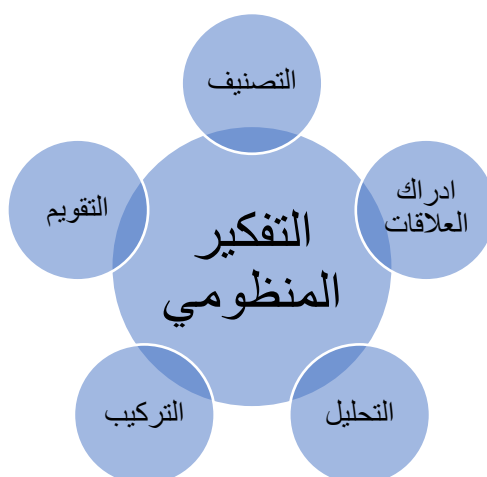 التصنيف
ادراك
العلاقات
التحليل
التركيب
التقويم
التفكير
المنظومي